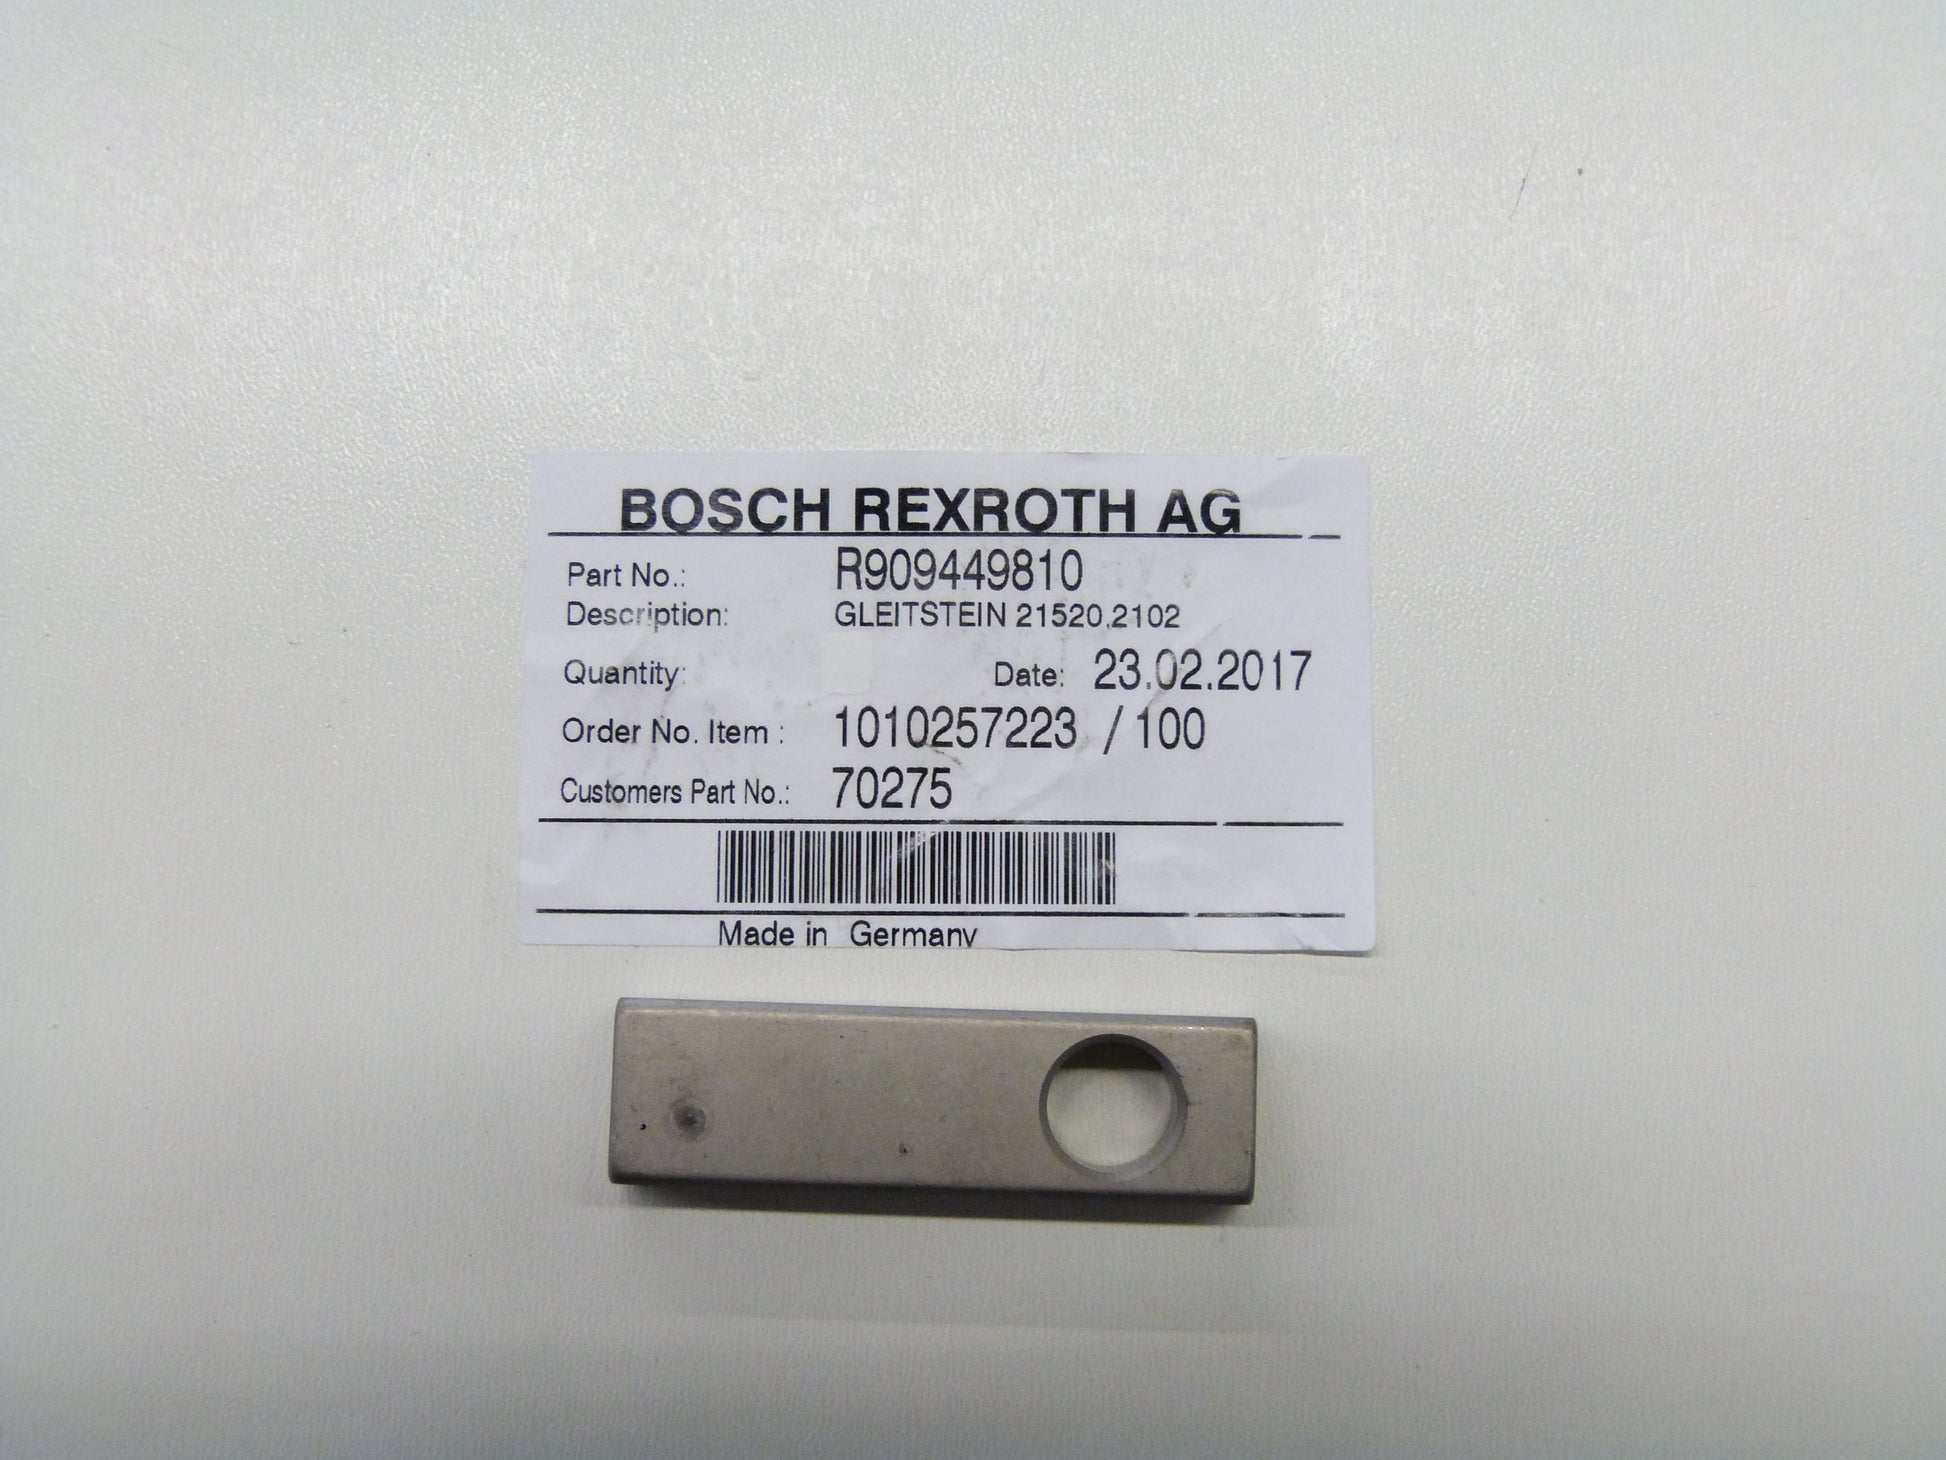 BOSCH REXROTH AG
Part No.: R909449810
Description: GLEITSTEIN 21520.2102
Quantity: Date: 23.02.2017
Order No. Item : 1010257223 / 100
Customers Part No.: 70275
Made in Germany